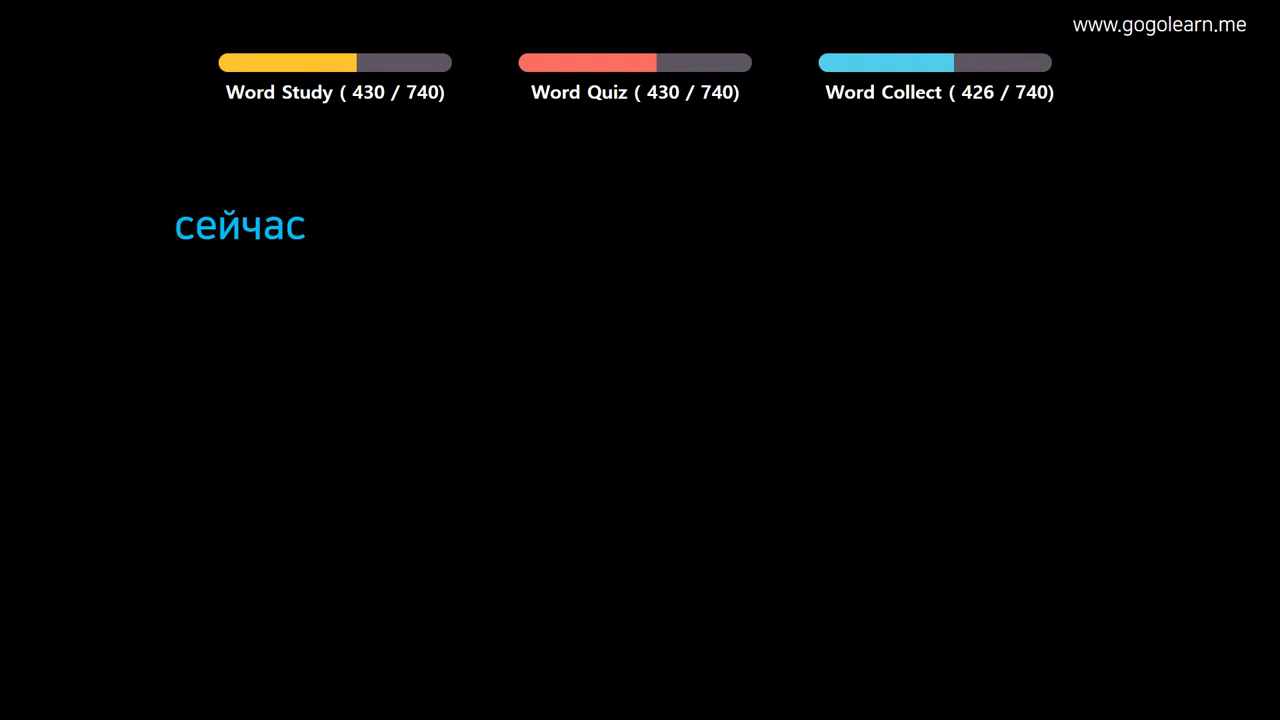 www.gogolearn.me
Word Study ( 430 / 740)
Word Quiz ( 430 / 740)
Word Collect ( 426 / 740)
сейчас